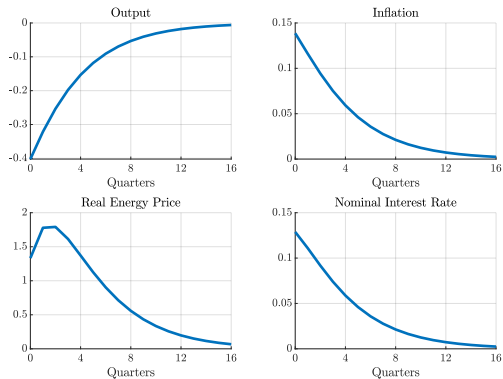 Output
0
-0.1
-0.2
-0.3
-0.4
0 4 8 12 16
Quarters
Inflation
0.15
0.1
0.05
0
0 4 8 12 16
Quarters
Real Energy Price
2
1.5
1
0.5
0
0 4 8 12 16
Quarters
Nominal Interest Rate
0.15
0.1
0.05
0
0 4 8 12 16
Quarters